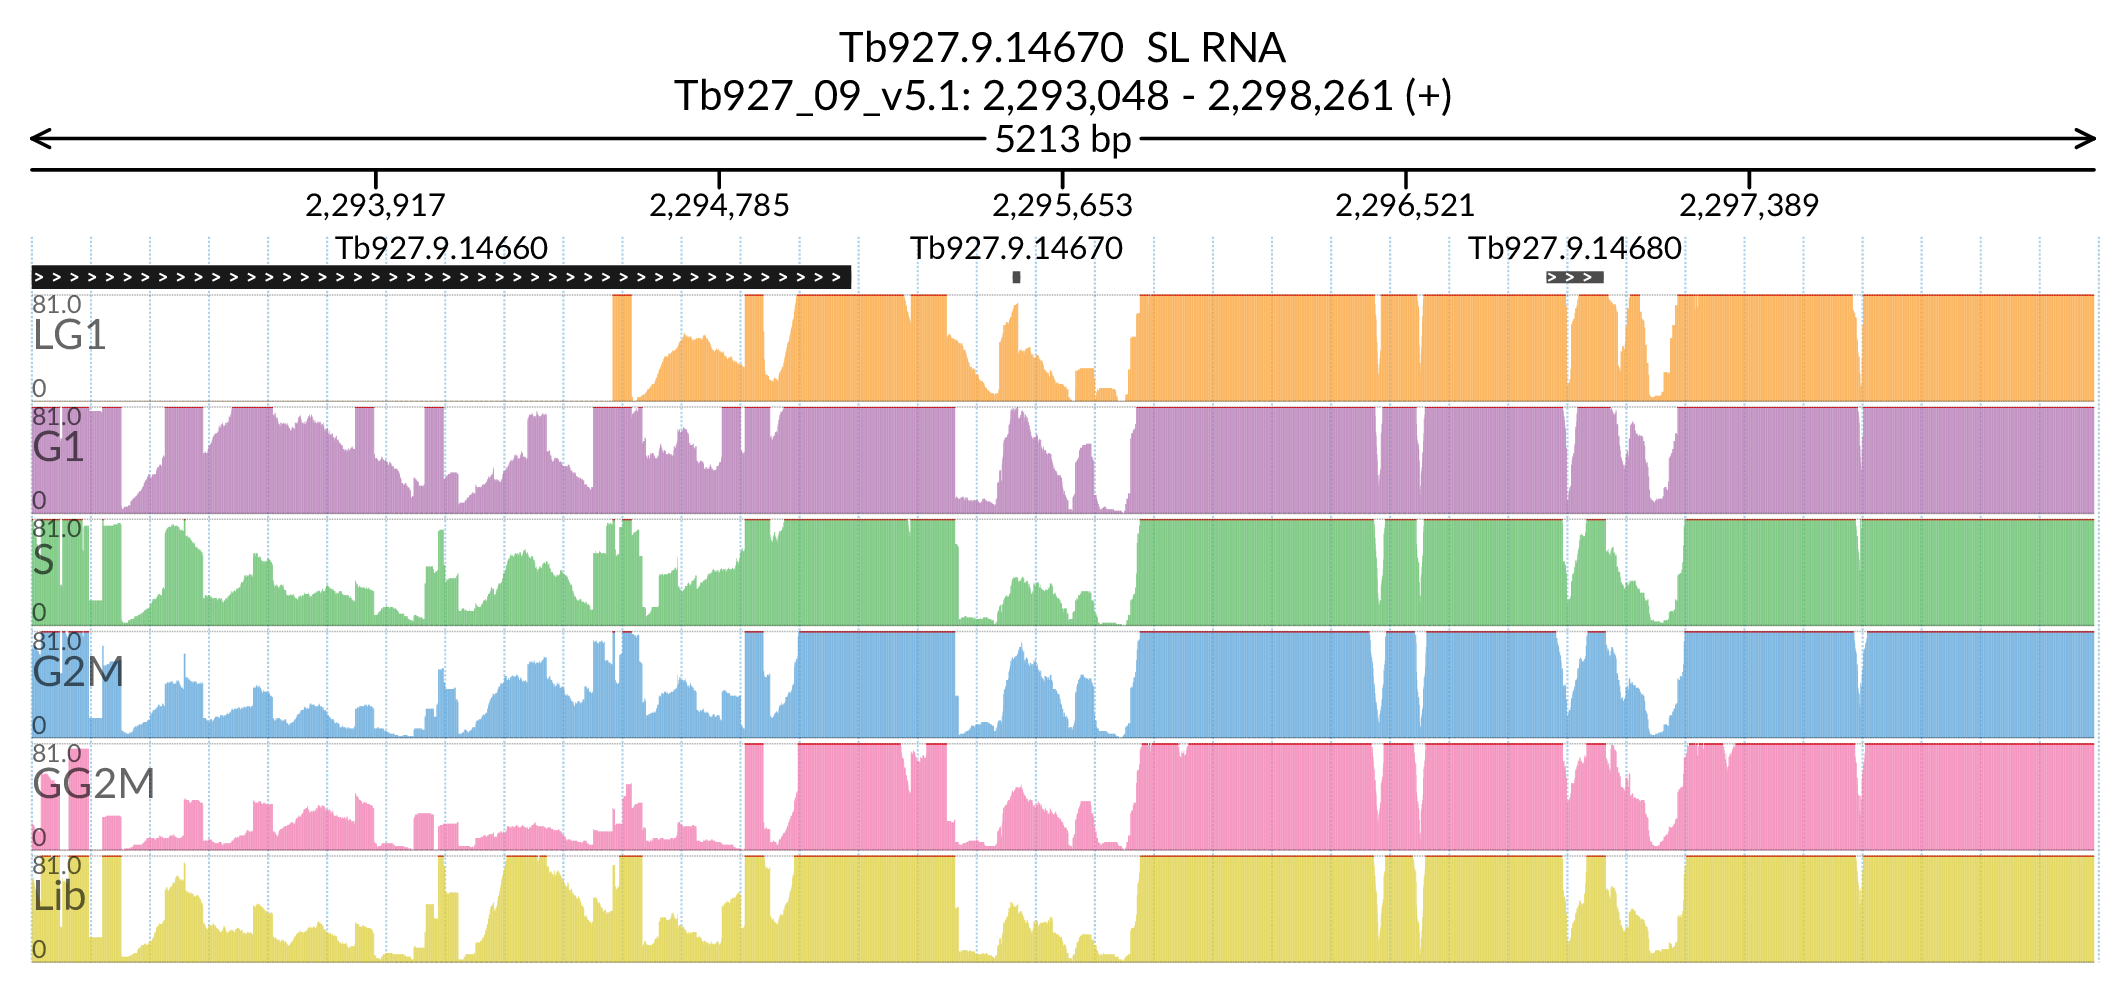 Tb927.9.14670  SL RNA
Tb927_09_v5.1: 2,293,048 - 2,298,261 (+)
5213 bp
2,293,917 2,294,785 2,295,653 2,296,521 2,297,389
Tb927.9.14660 Tb927.9.14670 Tb927.9.14680
81.0
LG1
0
81.0
G1
0
81.0
S
0
81.0
G2M
0
81.0
GG2M
0
81.0
Lib
0